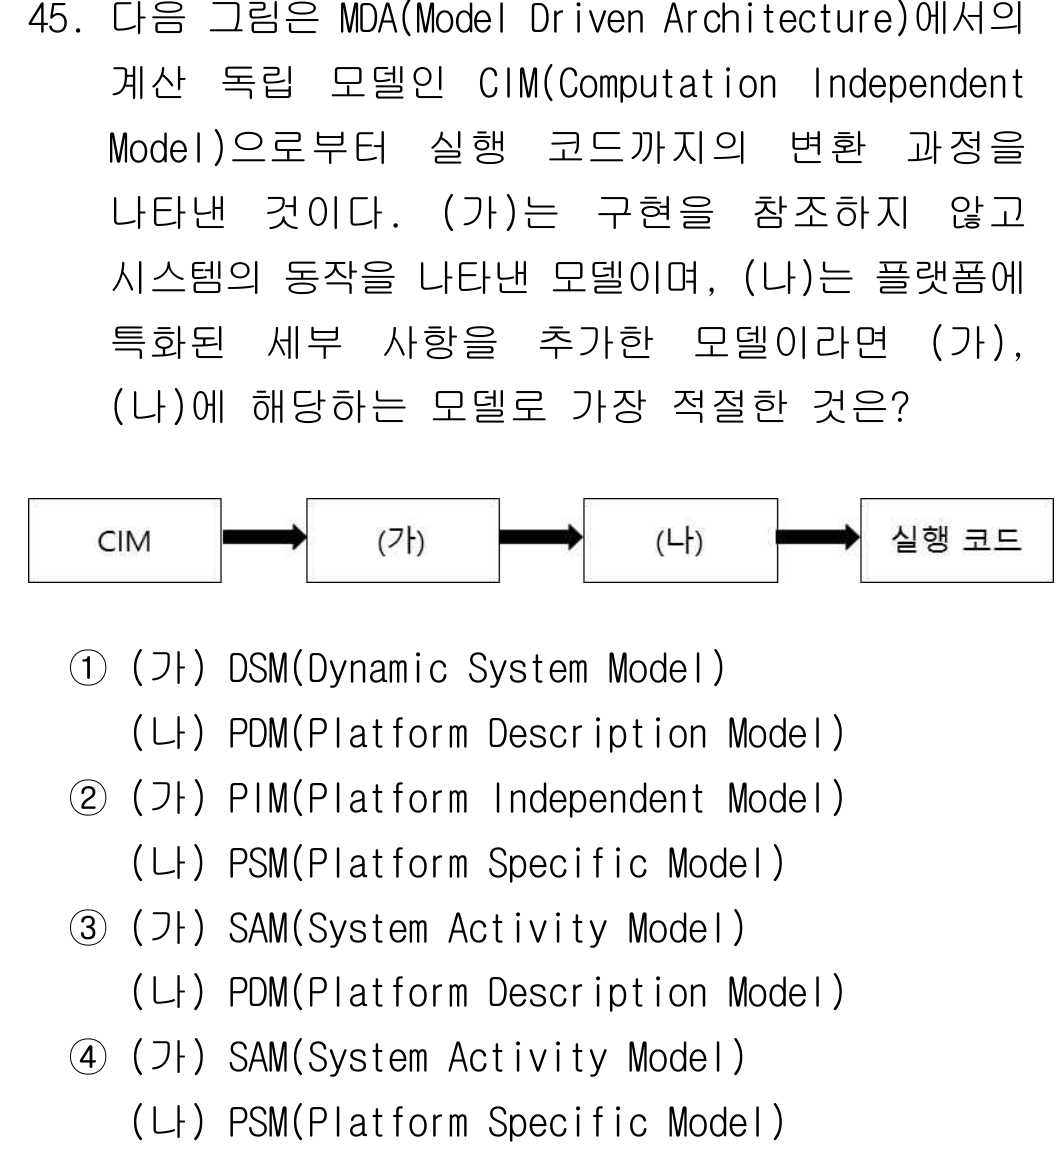 45. 다음 그림은 MDA(Model Driven Architecture)에서의
계산 독립 모델인 CIM(Computation Independent
Model)으로부터 실행 코드까지의 변환 과정을
나타낸 것이다. (가)는 구현을 참조하지 않고
시스템의 동작을 나타낸 모델이며, (나)는 플랫폼에
특화된 세부 사항을 추가한 모델이라면 (가),
(나)에 해당하는 모델로 가장 적절한 것은?
CIM (가) (나) 실행 코드
① (가) DSM(Dynamic System Model)
(나) PDM(Platform Description Model)
② (가) PIM(Platform Independent Model)
(나) PSM(Platform Specific Model)
③ (가) SAM(System Activity Model)
(나) PDM(Platform Description Model)
④ (가) SAM(System Activity Model)
(나) PSM(Platform Specific Model)